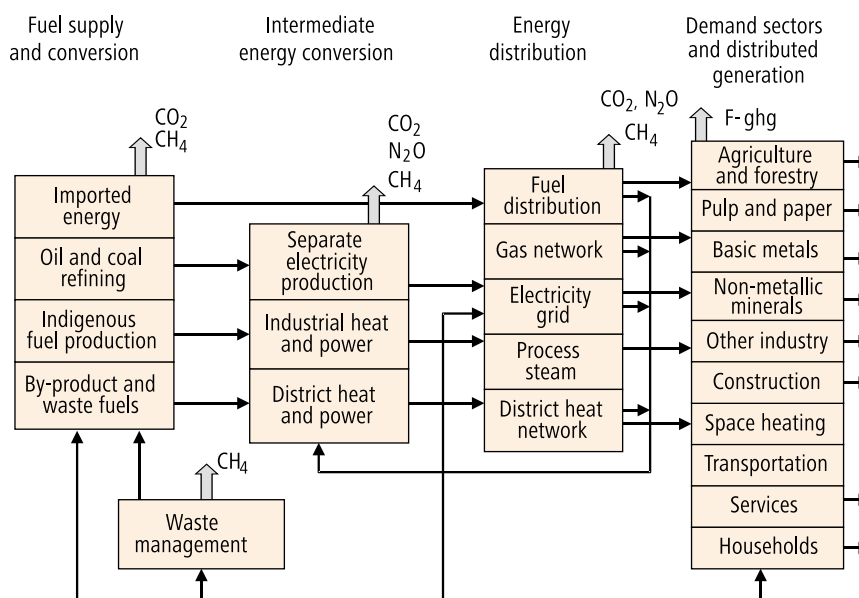 Fuel supply
and conversion
Intermediate
energy conversion
Energy
distribution
Demand sectors
and distributed
generation
CO₂
CH₄
CO₂
N₂O
CH₄
CO₂, N₂O
CH₄
F-ghg
Imported
energy
Oil and coal
refining
Indigenous
fuel production
By-product and
waste fuels
Separate
electricity
production
Industrial heat
and power
District heat
and power
Fuel
distribution
Gas network
Electricity
grid
Process
steam
District heat
network
Agriculture
and forestry
Pulp and paper
Basic metals
Non-metallic
minerals
Other industry
Construction
Space heating
Transportation
Services
Households
CH₄
Waste
management